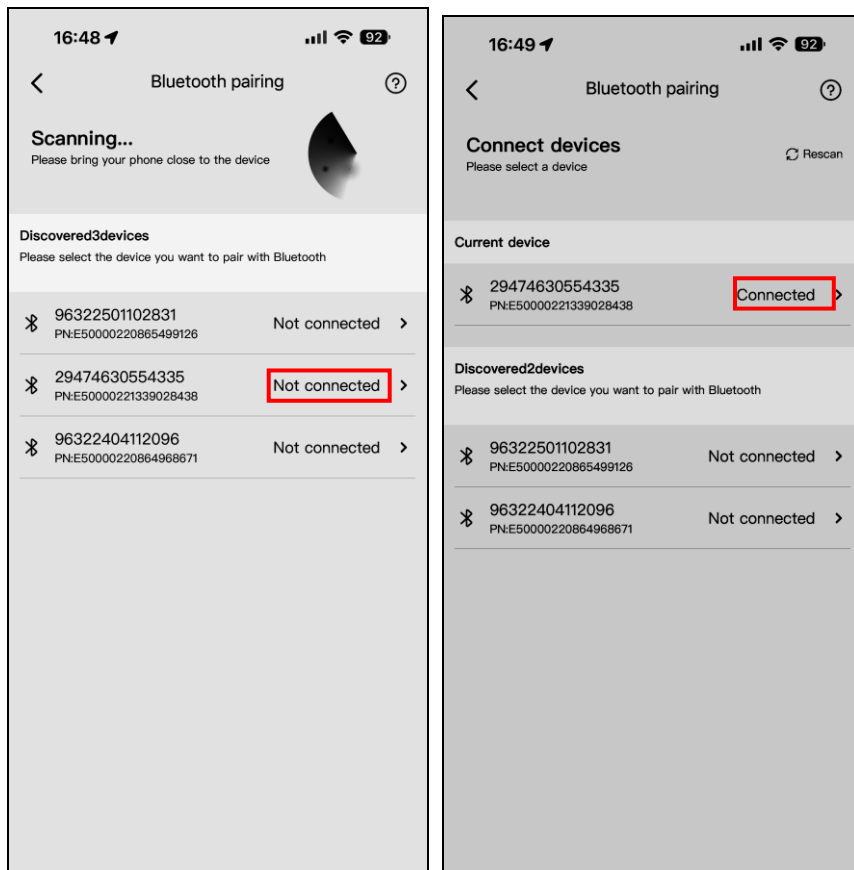 16:48
92
Bluetooth pairing
?
Scanning...
Please bring your phone close to the device
Discovered3devices
Please select the device you want to pair with Bluetooth
96322501102831
PN:E50000220865499126
Not connected
29474630554335
PN:E50000221339028438
Not connected
96322404112096
PN:E50000220864968671
Not connected
16:49
92
Bluetooth pairing
?
Connect devices
Please select a device
Rescan
Current device
29474630554335
PN:E50000221339028438
Connected
Discovered2devices
Please select the device you want to pair with Bluetooth
96322501102831
PN:E50000220865499126
Not connected
96322404112096
PN:E50000220864968671
Not connected